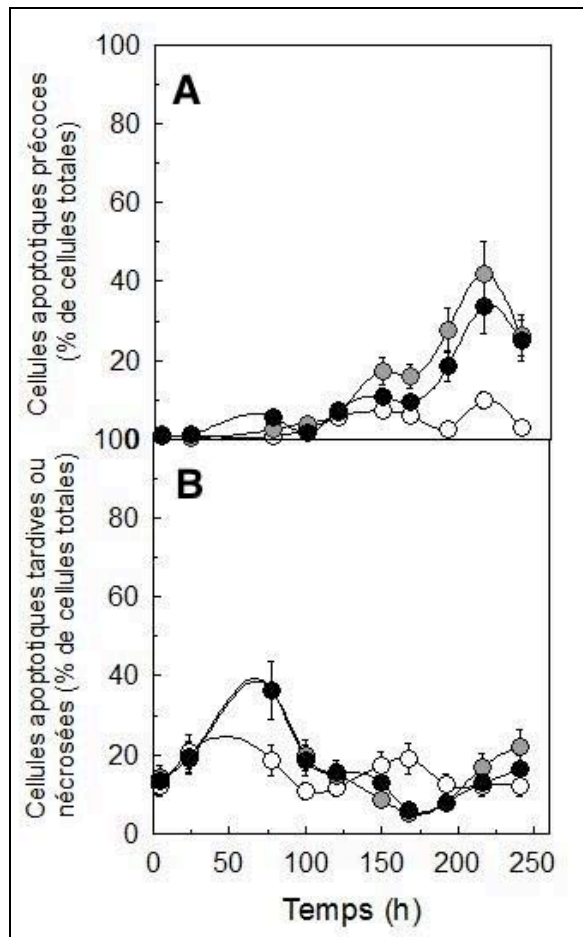 Cellules apoptotiques précoces
(% de cellules totales)
100
80
60
40
20
A
Cellules apoptotiques tardives ou
nécrosées (% de cellules totales)
100
80
60
40
20
0
B
0 50 100 150 200 250
Temps (h)